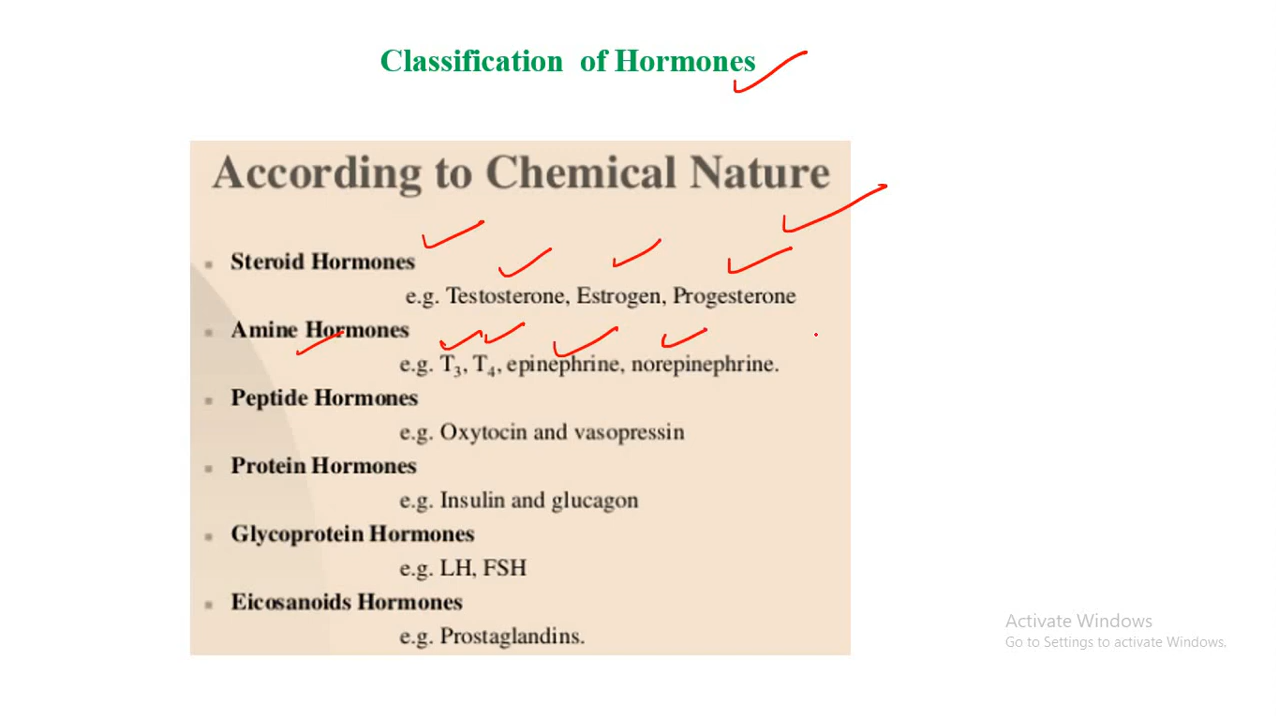 Classification of Hormones
According to Chemical Nature
Steroid Hormones
e.g. Testosterone, Estrogen, Progesterone
Amine Hormones
e.g. T3, T4, epinephrine, norepinephrine.
Peptide Hormones
e.g. Oxytocin and vasopressin
Protein Hormones
e.g. Insulin and glucagon
Glycoprotein Hormones
e.g. LH, FSH
Eicosanoids Hormones
e.g. Prostaglandins.
Activate Windows
Go to Settings to activate Windows.